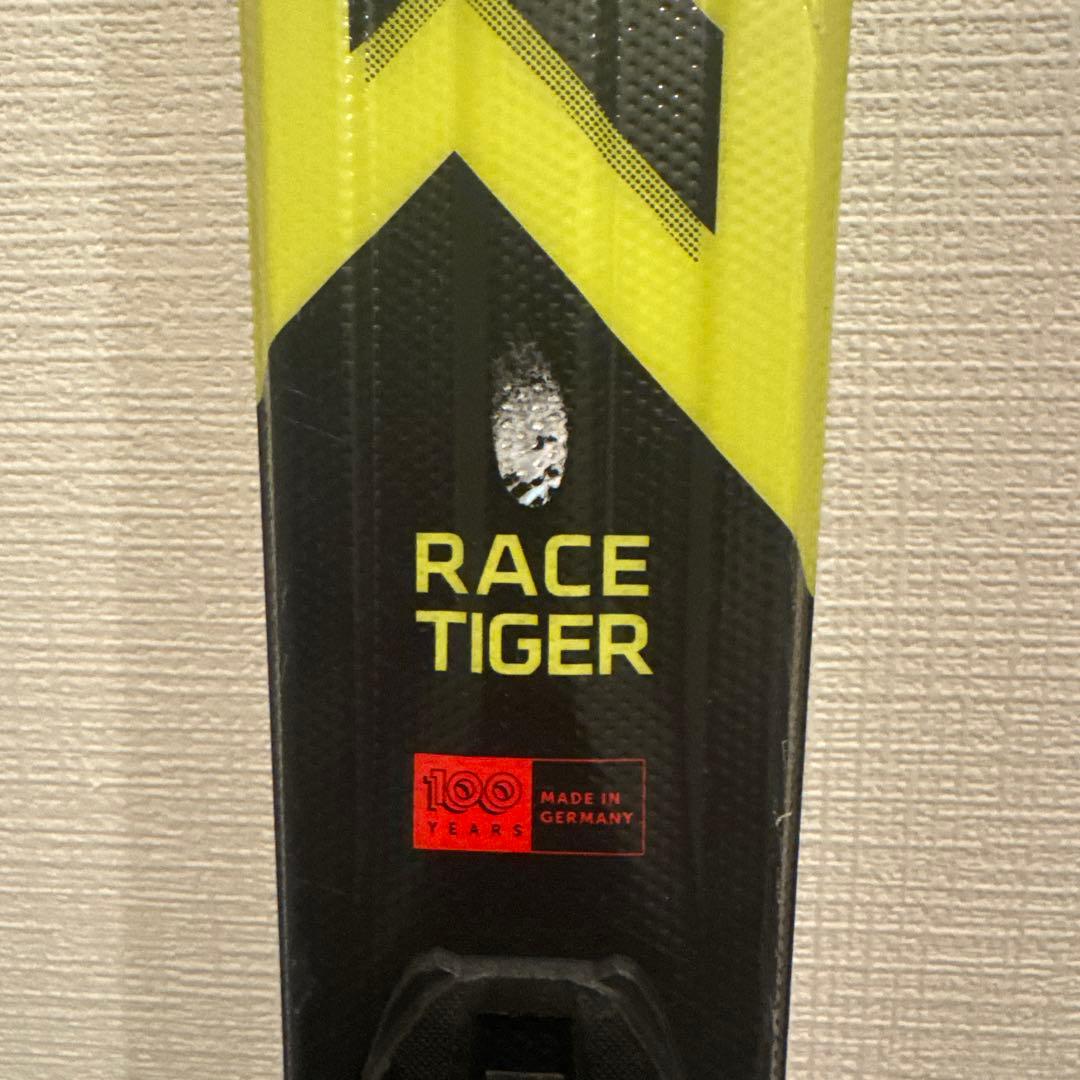 RACE
TIGER
100
YEARS
MADE IN
GERMANY